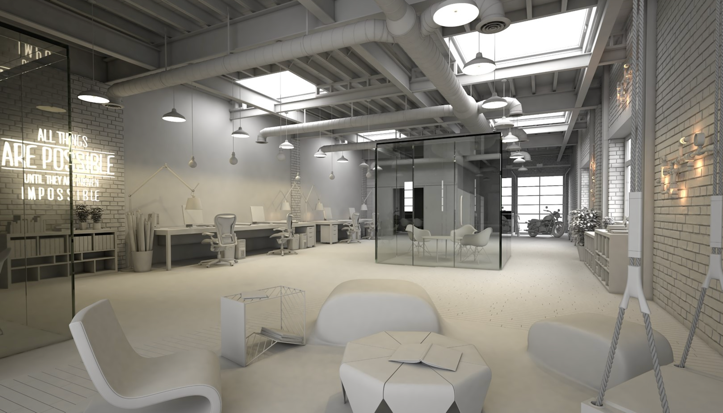 ALL THINGS
ARE POSSIBLE
UNTIL THEY ARE
IMPOSSIBLE